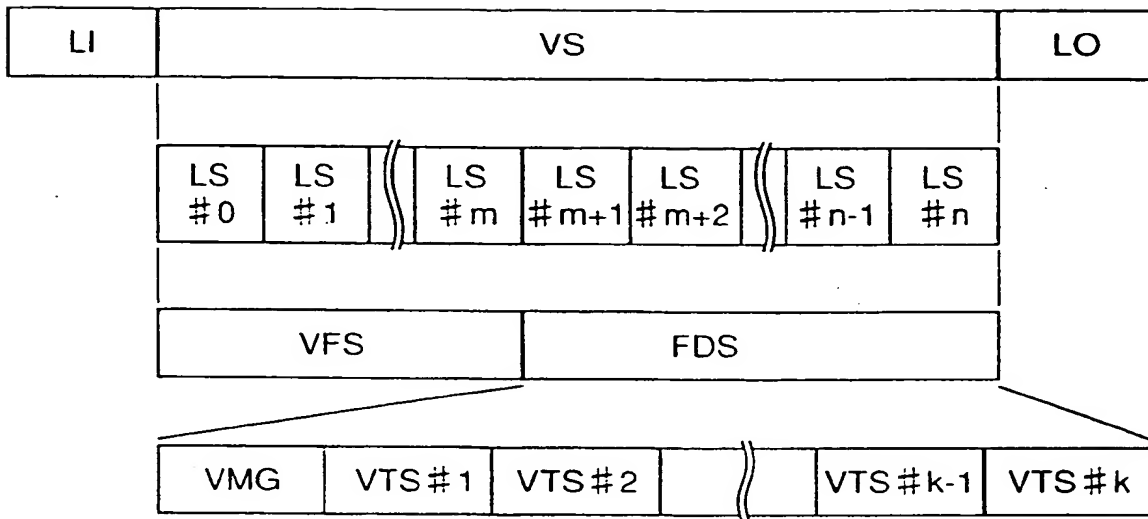 LI VS LO
LS LS LS LS LS LS LS
#0 #1 #m #m+1 #m+2 #n-1 #n
VFS FDS
VMG VTS#1 VTS#2 VTS#k-1 VTS#k